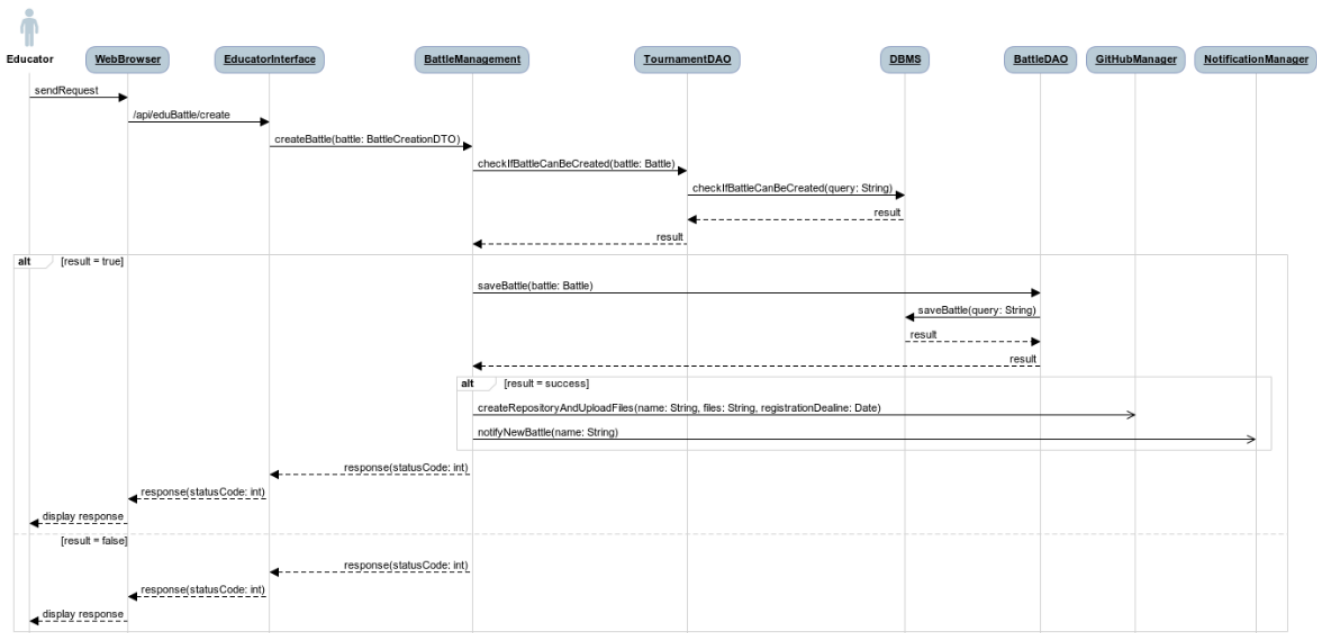 Educator WebBrowser EducatorInterface BattleManagement TournamentDAO DBMS BattleDAO GitHubManager NotificationManager
sendRequest
/api/eduBattle/create
createBattle(battle: BattleCreationDTO)
checkIfBattleCanBeCreated(battle: Battle)
checkIfBattleCanBeCreated(query: String)
result
result
alt [result = true]
saveBattle(battle: Battle)
saveBattle(query: String)
result
result
alt [result = success]
createRepositoryAndUploadFiles(name: String, files: String, registrationDealine: Date)
notifyNewBattle(name: String)
response(statusCode: int)
response(statusCode: int)
display response
[result = false]
response(statusCode: int)
response(statusCode: int)
display response